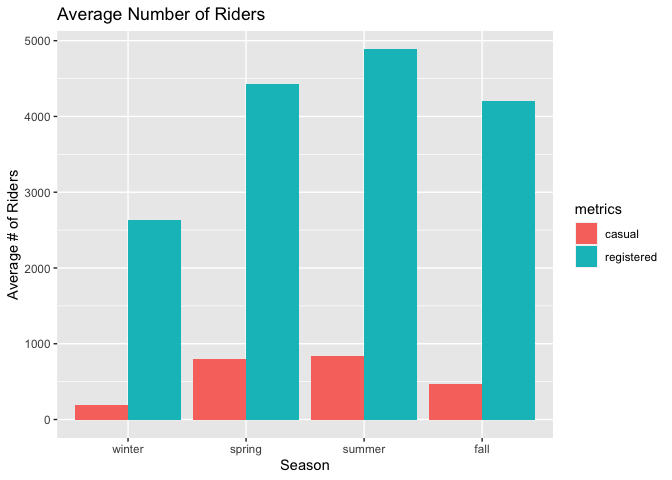 Average Number of Riders
5000
4000
3000
2000
1000
0
Average # of Riders
winter spring summer fall
Season
metrics
casual
registered